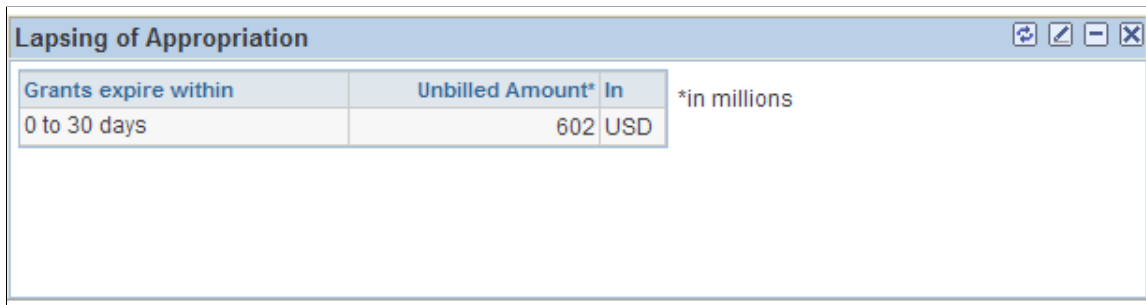 Lapsing of Appropriation
Grants expire within Unbilled Amount* In
*in millions
0 to 30 days 602 USD